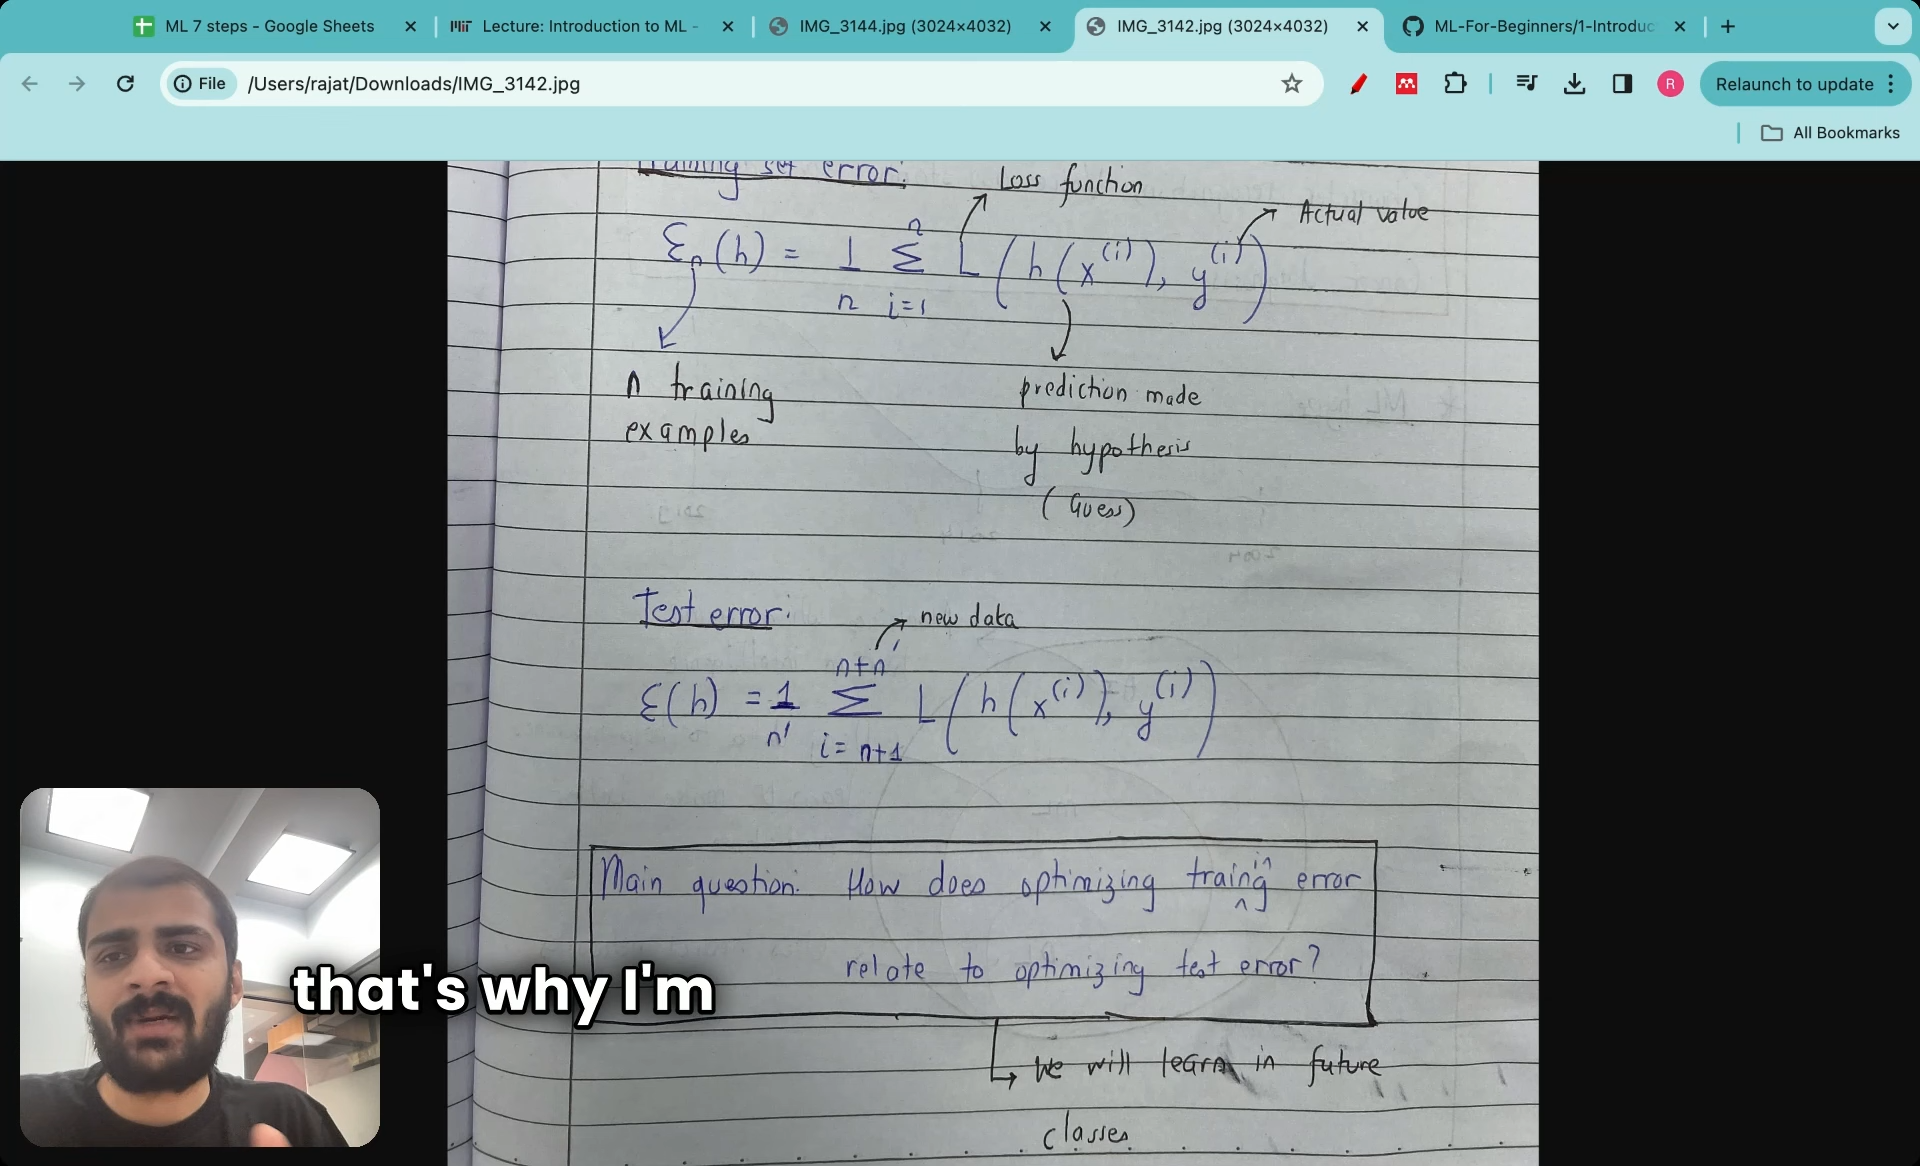 ML 7 steps - Google Sheets
Lecture: Introduction to ML -
IMG_3144.jpg (3024×4032)
IMG_3142.jpg (3024×4032)
ML-For-Beginners/1-Introduc
File /Users/rajat/Downloads/IMG_3142.jpg
R
Relaunch to update
All Bookmarks
Training set error:
Loss function
Actual value
Ɛn(h) = 1/n Σ_{i=1}^{n} L(h(x^(i)), y^(i))
n training
examples
prediction made
by hypothesis
(Guess)
Test error:
new data
Ɛ(h) = 1/n' Σ_{i=n+1}^{n+n'} L(h(x^(i)), y^(i))
Main question: How does optimizing training error
relate to optimizing test error?
that's why I'm
we will learn in future
classes